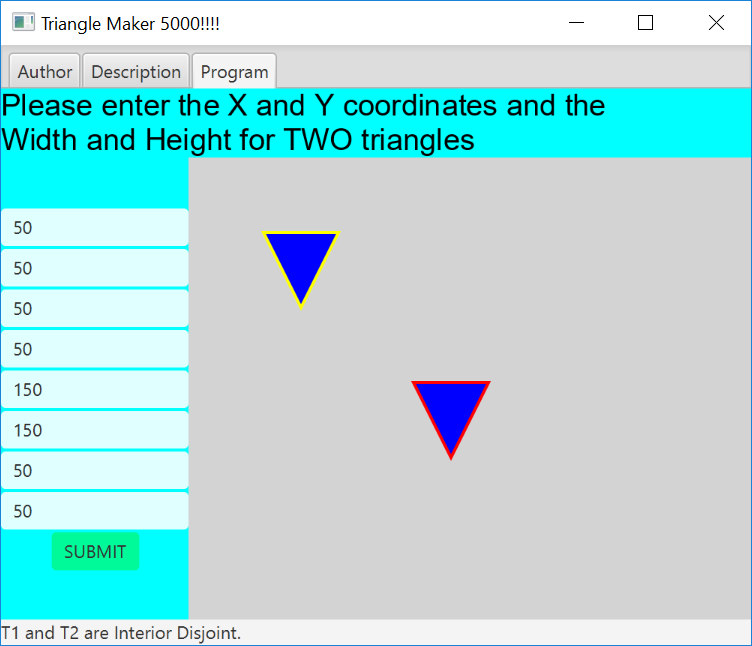 Triangle Maker 5000!!!!
Author Description Program
Please enter the X and Y coordinates and the
Width and Height for TWO triangles
50
50
50
50
150
150
50
50
SUBMIT
T1 and T2 are Interior Disjoint.